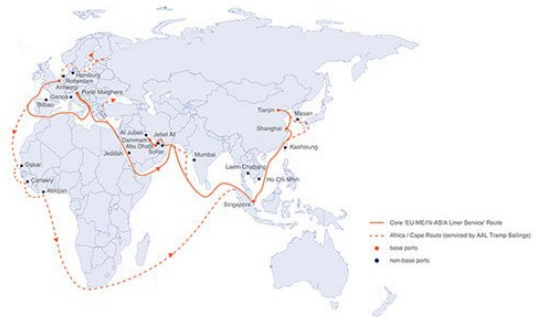 Hamburg
Rotterdam
Antwerp
Porto Marghera
Genoa
Bilbao
Tianjin
Masan
Shanghai
Al Jubail
Dammam
Jebel Ali
Abu Dhabi
Sohar
Kaohsiung
Jeddah
Mumbai
Dakar
Laem Chabang
Conakry
Ho Chi Minh
Abidjan
Singapore
Core 'EU-ME/IN-ASIA Liner Service' Route
Africa / Cape Route (serviced by AAL Tramp Sailings)
base ports
non-base ports